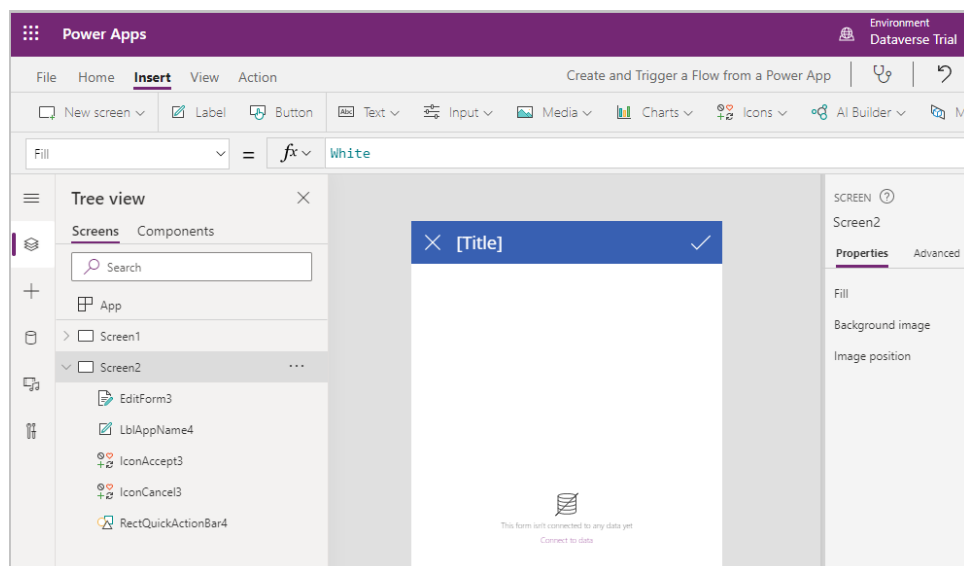 Power Apps
Environment
Dataverse Trial
File Home Insert View Action
Create and Trigger a Flow from a Power App
New screen Label Button Abc Text Input Media Charts Icons AI Builder M
Fill = fx White
Tree view
Screens Components
Search
App
Screen1
Screen2
EditForm3
LblAppName4
IconAccept3
IconCancel3
RectQuickActionBar4
[Title]
This form isn't connected to any data yet
Connect to data
SCREEN ?
Screen2
Properties Advanced
Fill
Background image
Image position